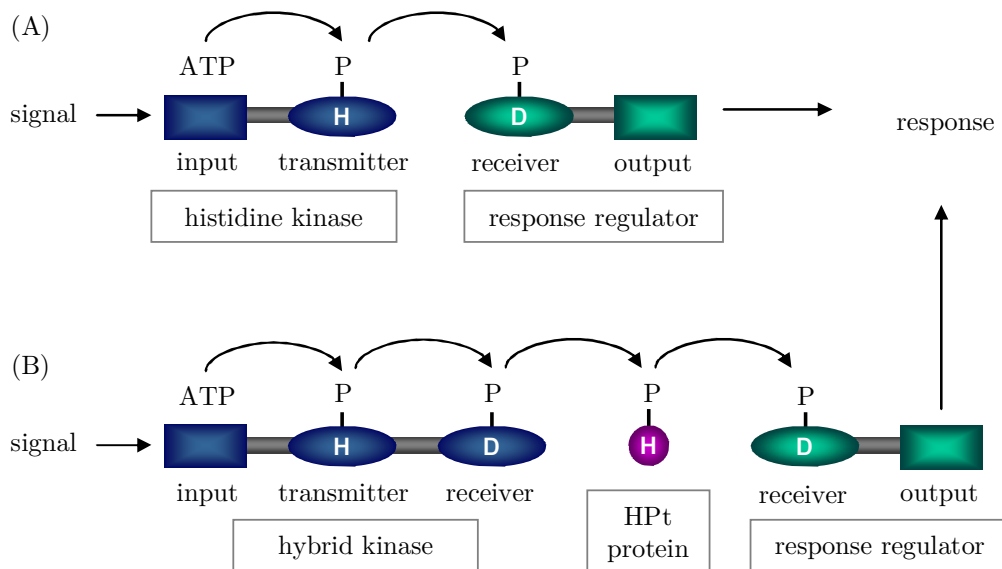 (A)
ATP P P
signal H D response
input transmitter receiver output
histidine kinase response regulator
(B)
ATP P P P P
signal H D H D
input transmitter receiver receiver output
hybrid kinase HPt protein response regulator